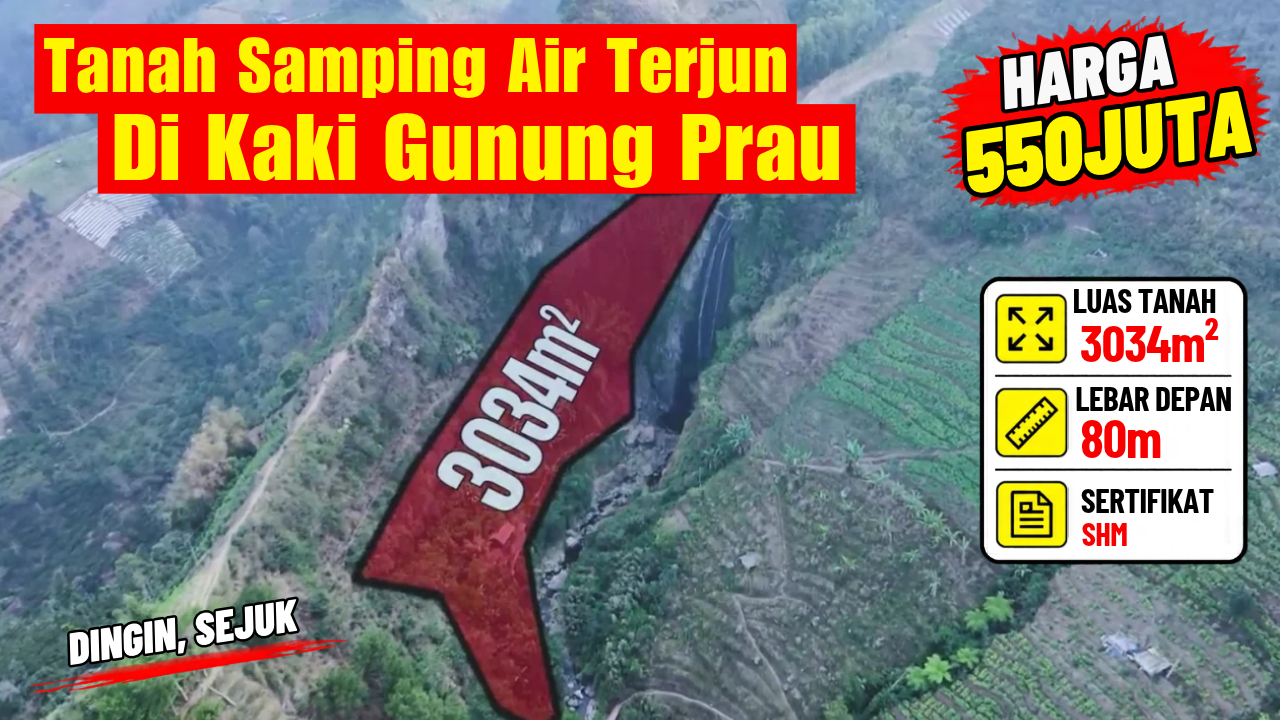 Tanah Samping Air Terjun
Di Kaki Gunung Prau
HARGA
550JUTA
3034m²
LUAS TANAH
3034m²
LEBAR DEPAN
80m
SERTIFIKAT
SHM
DINGIN, SEJUK